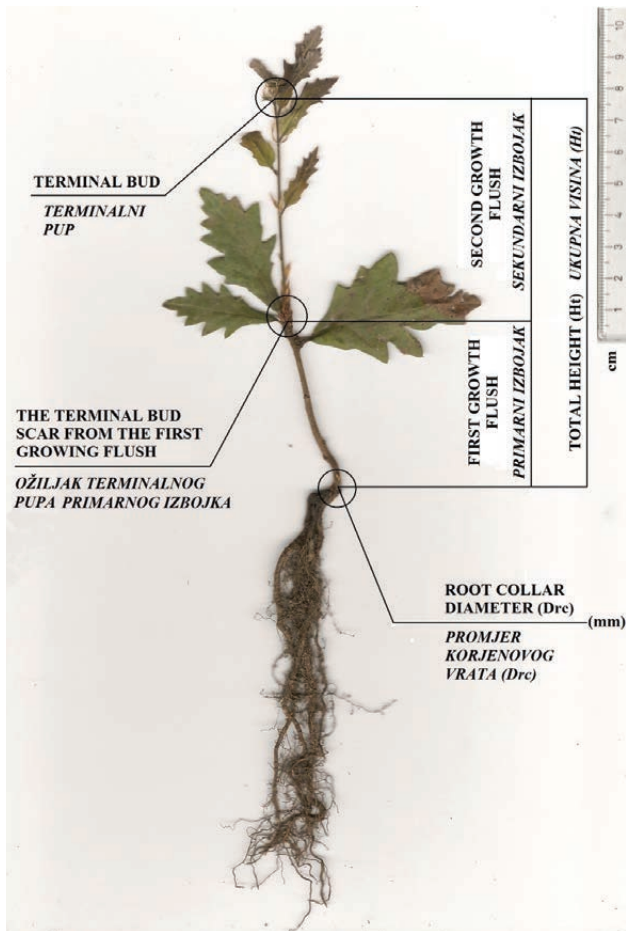 TERMINAL BUD
TERMINALNI
PUP
THE TERMINAL BUD
SCAR FROM THE FIRST
GROWING FLUSH
OŽILJAK TERMINALNOG
PUPA PRIMARNOG IZBOJKA
SECOND GROWTH
FLUSH
SEKUNDARNI IZBOJAK
FIRST GROWTH
FLUSH
PRIMARNI IZBOJAK
TOTAL HEIGHT (Ht) UKUPNA VISINA (Ht)
10
9
8
7
6
5
4
3
2
1
cm
ROOT COLLAR
DIAMETER (Drc)
(mm)
PROMJER
KORJENOVOG
VRATA (Drc)